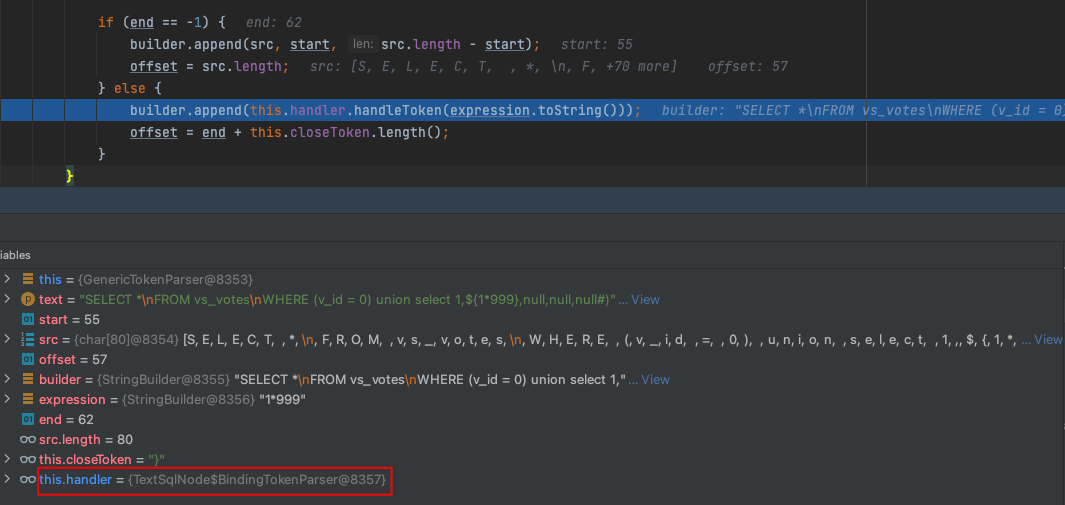 if (end == -1) {   end: 62
builder.append(src, start, len: src.length - start);   start: 55
offset = src.length;   src: [S, E, L, E, C, T,  , *, \n, F, +70 more]    offset: 57
} else {
builder.append(this.handler.handleToken(expression.toString()));   builder: "SELECT *\nFROM vs_votes\nWHERE (v_id = 0)
offset = end + this.closeToken.length();
}
}
iables
this = {GenericTokenParser@8353}
text = "SELECT *\nFROM vs_votes\nWHERE (v_id = 0) union select 1,${1*999},null,null,null#)" ... View
start = 55
src = {char[80]@8354} [S, E, L, E, C, T,  , *, \n, F, R, O, M,  , v, s, _, v, o, t, e, s, \n, W, H, E, R, E,  , (, v, _, i, d,  , =,  , 0, ),  , u, n, i, o, n,  , s, e, l, e, c, t,  , 1, ,, $, {, 1, *, ... View
offset = 57
builder = {StringBuilder@8355} "SELECT *\nFROM vs_votes\nWHERE (v_id = 0) union select 1," ... View
expression = {StringBuilder@8356} "1*999"
end = 62
src.length = 80
this.closeToken = "}"
this.handler = {TextSqlNode$BindingTokenParser@8357}